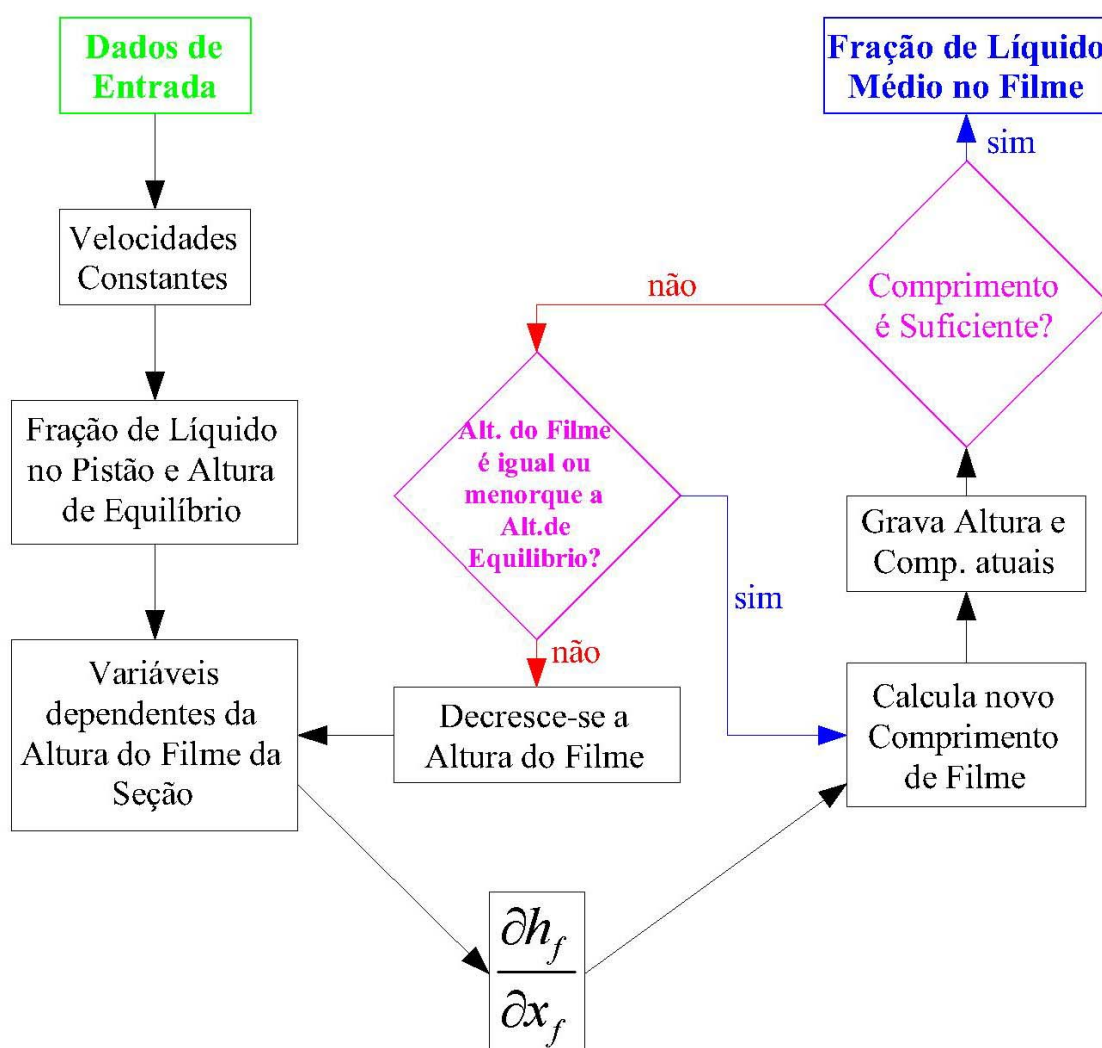 Dados de
Entrada
Velocidades
Constantes
Fração de Líquido
no Pistão e Altura
de Equilíbrio
Variáveis
dependentes da
Altura do Filme da
Seção
∂h_f
∂x_f
Calcula novo
Comprimento
de Filme
Grava Altura e
Comp. atuais
Comprimento
é Suficiente?
sim
Fração de Líquido
Médio no Filme
não
Alt. do Filme
é igual ou
menorque a
Alt.de
Equilibrio?
sim
não
Decresce-se a
Altura do Filme